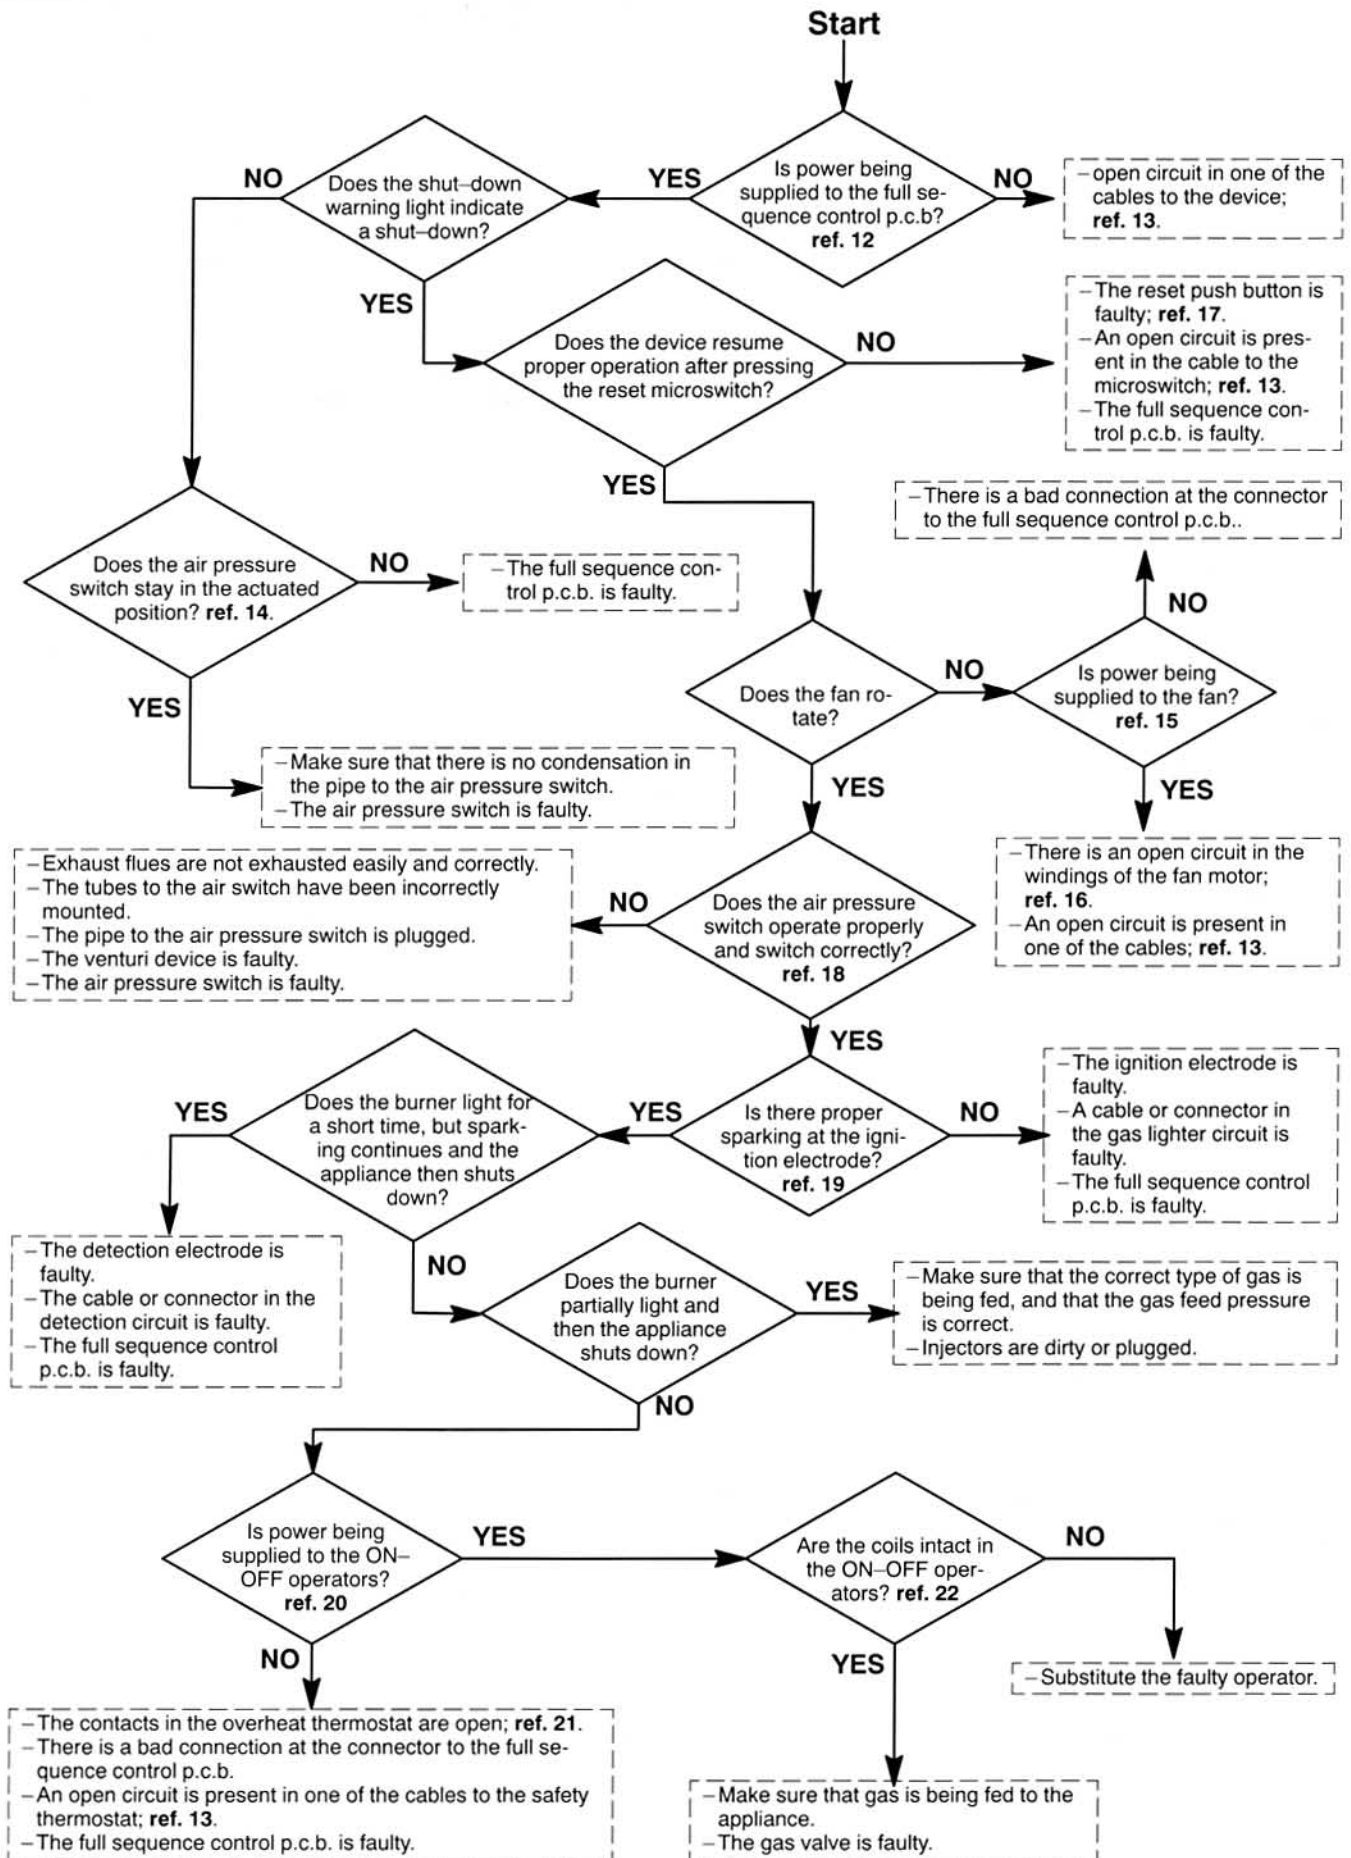 Start
Is power being
supplied to the full se-
quence control p.c.b?
ref. 12
NO
– open circuit in one of the
cables to the device;
ref. 13.
YES
Does the shut–down
warning light indicate
a shut–down?
NO
YES
Does the device resume
proper operation after pressing
the reset microswitch?
NO
– The reset push button is
faulty; ref. 17.
– An open circuit is pres-
ent in the cable to the
microswitch; ref. 13.
– The full sequence con-
trol p.c.b. is faulty.
YES
– There is a bad connection at the connector
to the full sequence control p.c.b..
Does the air pressure
switch stay in the actuated
position? ref. 14.
NO
– The full sequence con-
trol p.c.b. is faulty.
YES
– Make sure that there is no condensation in
the pipe to the air pressure switch.
– The air pressure switch is faulty.
Does the fan ro-
tate?
NO
Is power being
supplied to the fan?
ref. 15
NO
YES
– There is an open circuit in the
windings of the fan motor;
ref. 16.
– An open circuit is present in
one of the cables; ref. 13.
YES
Does the air pressure
switch operate properly
and switch correctly?
ref. 18
NO
– Exhaust flues are not exhausted easily and correctly.
– The tubes to the air switch have been incorrectly
mounted.
– The pipe to the air pressure switch is plugged.
– The venturi device is faulty.
– The air pressure switch is faulty.
YES
Is there proper
sparking at the igni-
tion electrode?
ref. 19
NO
– The ignition electrode is
faulty.
– A cable or connector in
the gas lighter circuit is
faulty.
– The full sequence control
p.c.b. is faulty.
YES
Does the burner light for
a short time, but spark-
ing continues and the
appliance then shuts
down?
YES
– The detection electrode is
faulty.
– The cable or connector in the
detection circuit is faulty.
– The full sequence control
p.c.b. is faulty.
NO
Does the burner
partially light and
then the appliance
shuts down?
YES
– Make sure that the correct type of gas is
being fed, and that the gas feed pressure
is correct.
– Injectors are dirty or plugged.
NO
Is power being
supplied to the ON–
OFF operators?
ref. 20
YES
Are the coils intact in
the ON–OFF oper-
ators? ref. 22
NO
– Substitute the faulty operator.
NO
– The contacts in the overheat thermostat are open; ref. 21.
– There is a bad connection at the connector to the full se-
quence control p.c.b.
– An open circuit is present in one of the cables to the safety
thermostat; ref. 13.
– The full sequence control p.c.b. is faulty.
YES
– Make sure that gas is being fed to the
appliance.
– The gas valve is faulty.